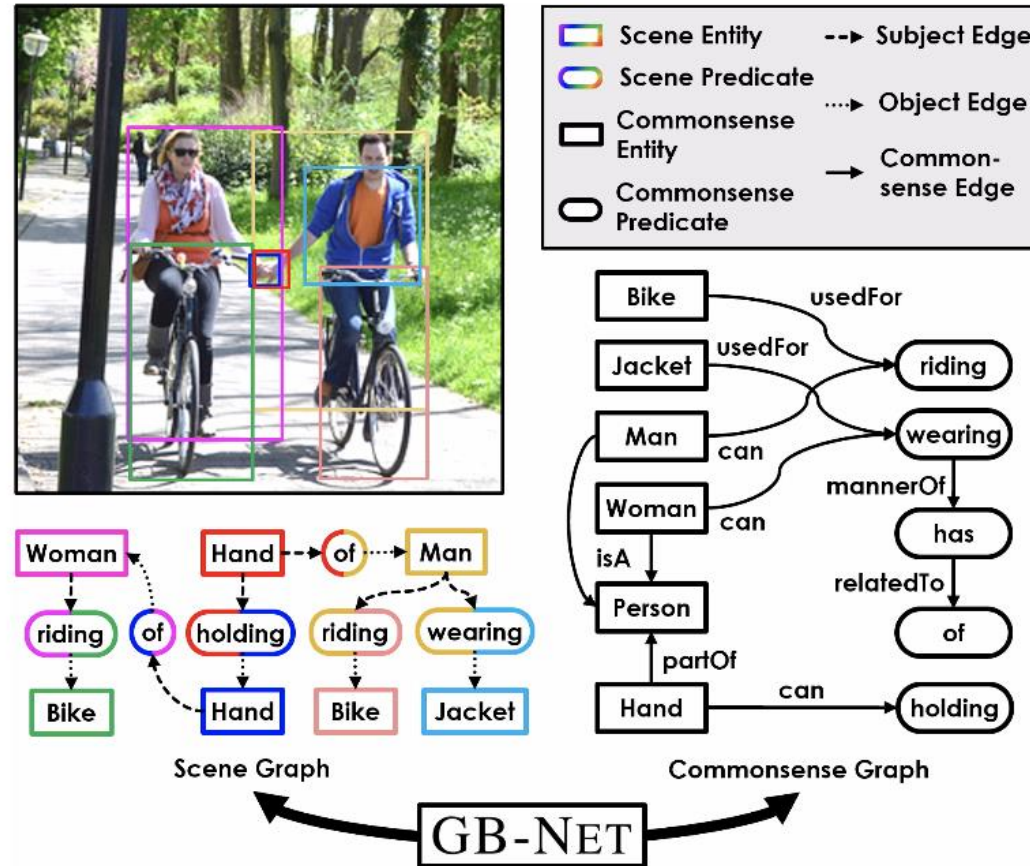 Scene Entity
Scene Predicate
Commonsense
Entity
Commonsense
Predicate
Subject Edge
Object Edge
Common-
sense Edge
Woman
Hand
of
Man
riding
of
holding
riding
wearing
Bike
Hand
Bike
Jacket
Scene Graph
Bike
usedFor
Jacket
usedFor
riding
Man
can
wearing
Woman
can
mannerOf
isA
has
Person
relatedTo
partOf
of
Hand
can
holding
Commonsense Graph
GB-NET